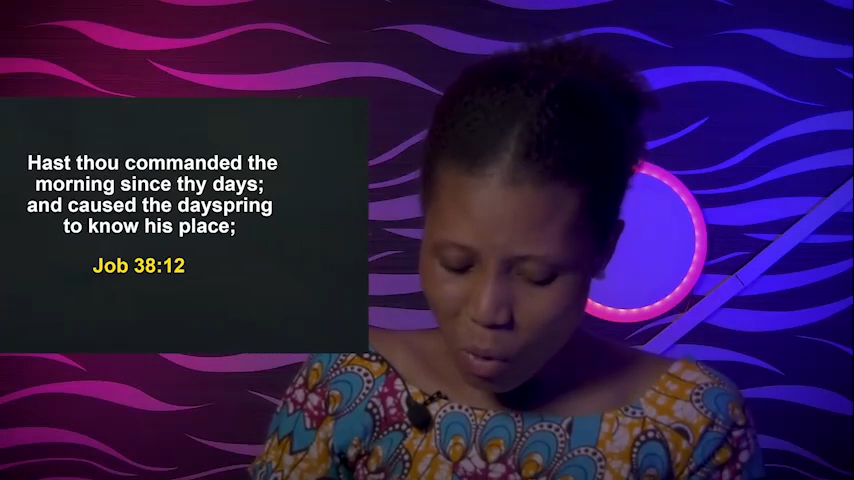 Hast thou commanded the
morning since thy days;
and caused the dayspring
to know his place;
Job 38:12